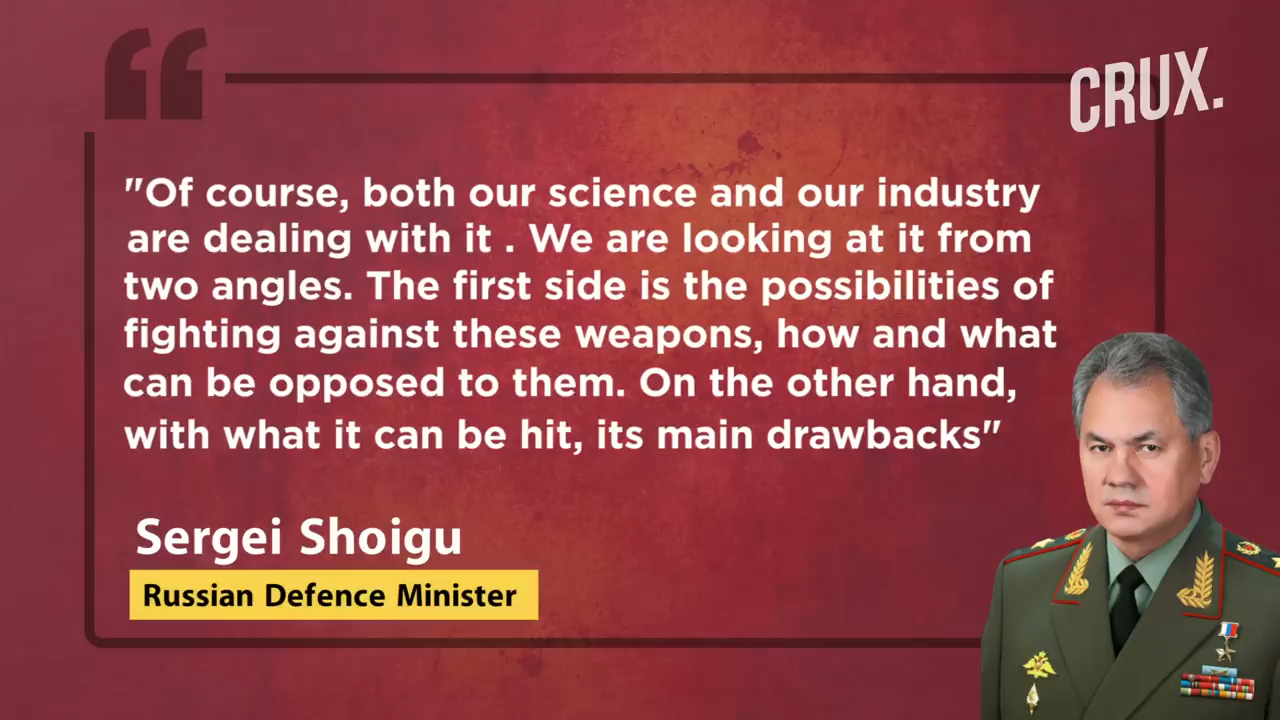 CRUX.
"Of course, both our science and our industry
are dealing with it . We are looking at it from
two angles. The first side is the possibilities of
fighting against these weapons, how and what
can be opposed to them. On the other hand,
with what it can be hit, its main drawbacks"
Sergei Shoigu
Russian Defence Minister